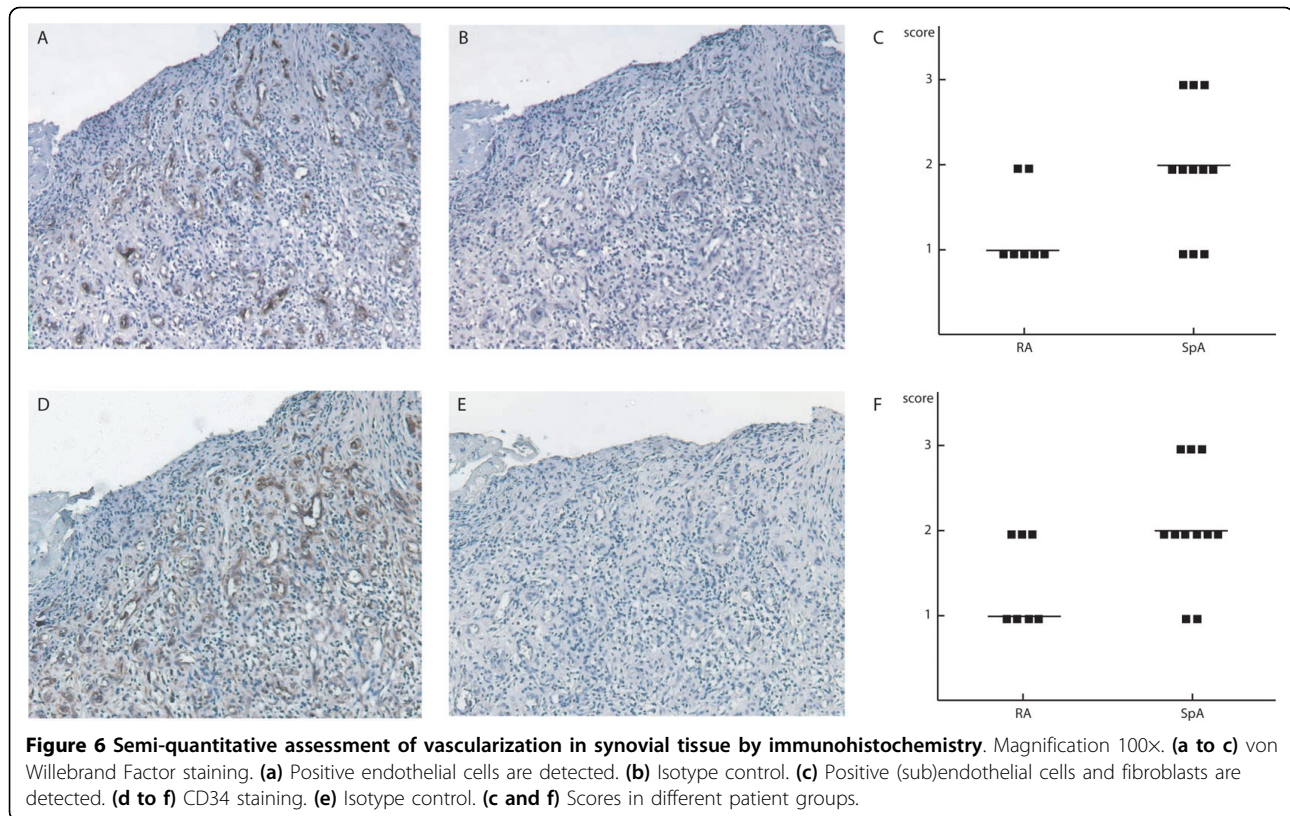 A
B
C
score
3
2
1
RA
SpA
D
E
F
score
3
2
1
RA
SpA
Figure 6 Semi-quantitative assessment of vascularization in synovial tissue by immunohistochemistry. Magnification 100×. (a to c) von
Willebrand Factor staining. (a) Positive endothelial cells are detected. (b) Isotype control. (c) Positive (sub)endothelial cells and fibroblasts are
detected. (d to f) CD34 staining. (e) Isotype control. (c and f) Scores in different patient groups.